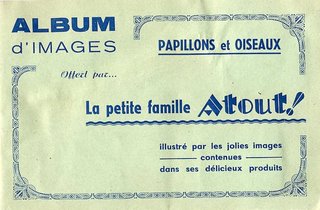 ALBUM
d'IMAGES
PAPILLONS et OISEAUX
Offert par...
La petite famille Atout!
illustré par les jolies images
contenues
dans ses délicieux produits